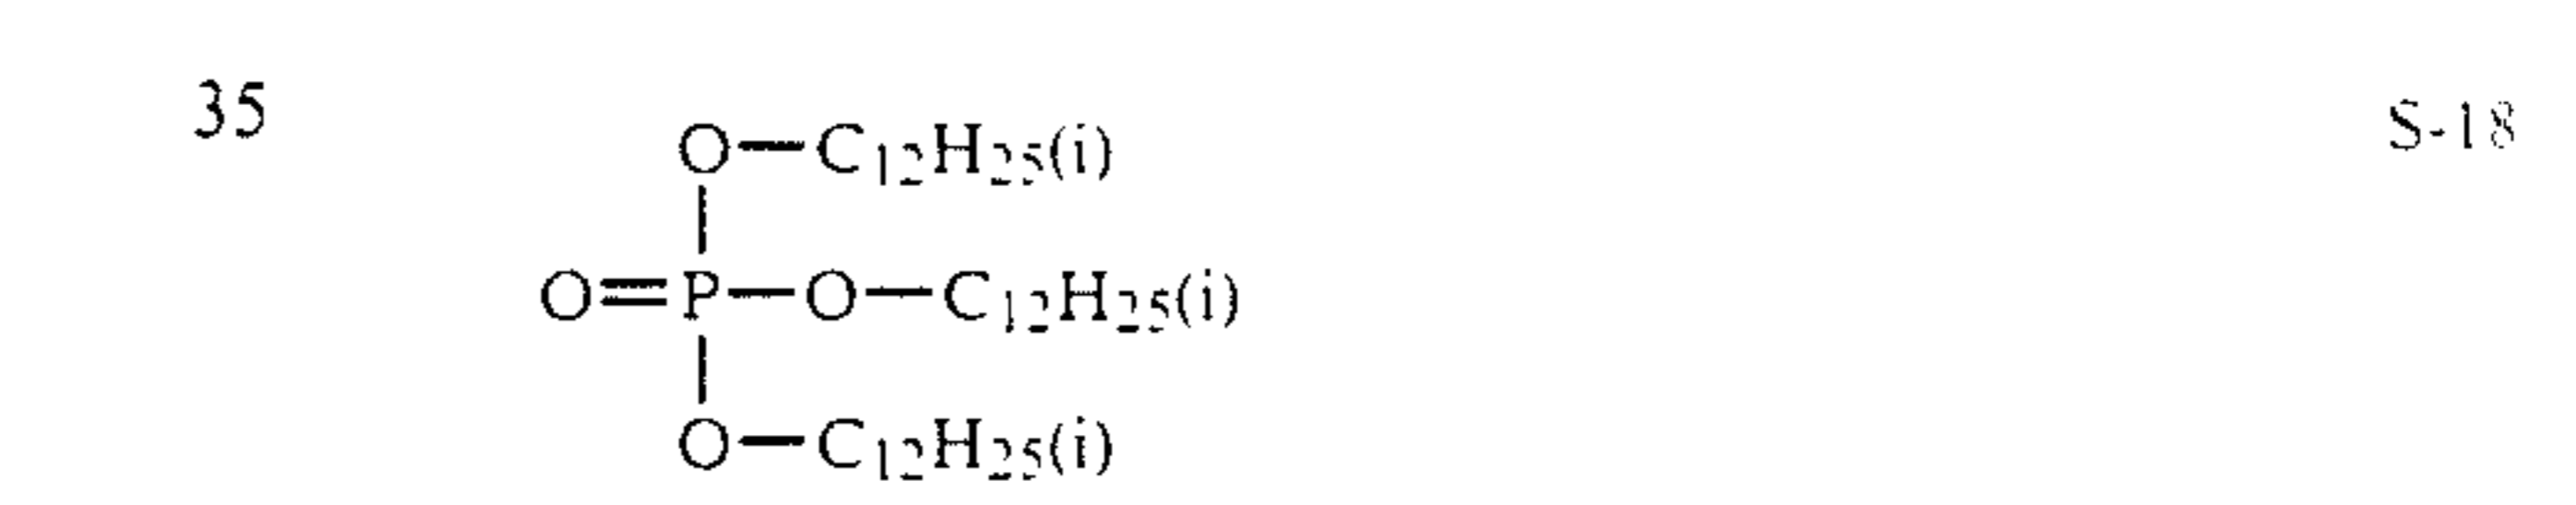 35
S-18
O—C₁₂H₂₅(i)
O=P—O—C₁₂H₂₅(i)
O—C₁₂H₂₅(i)